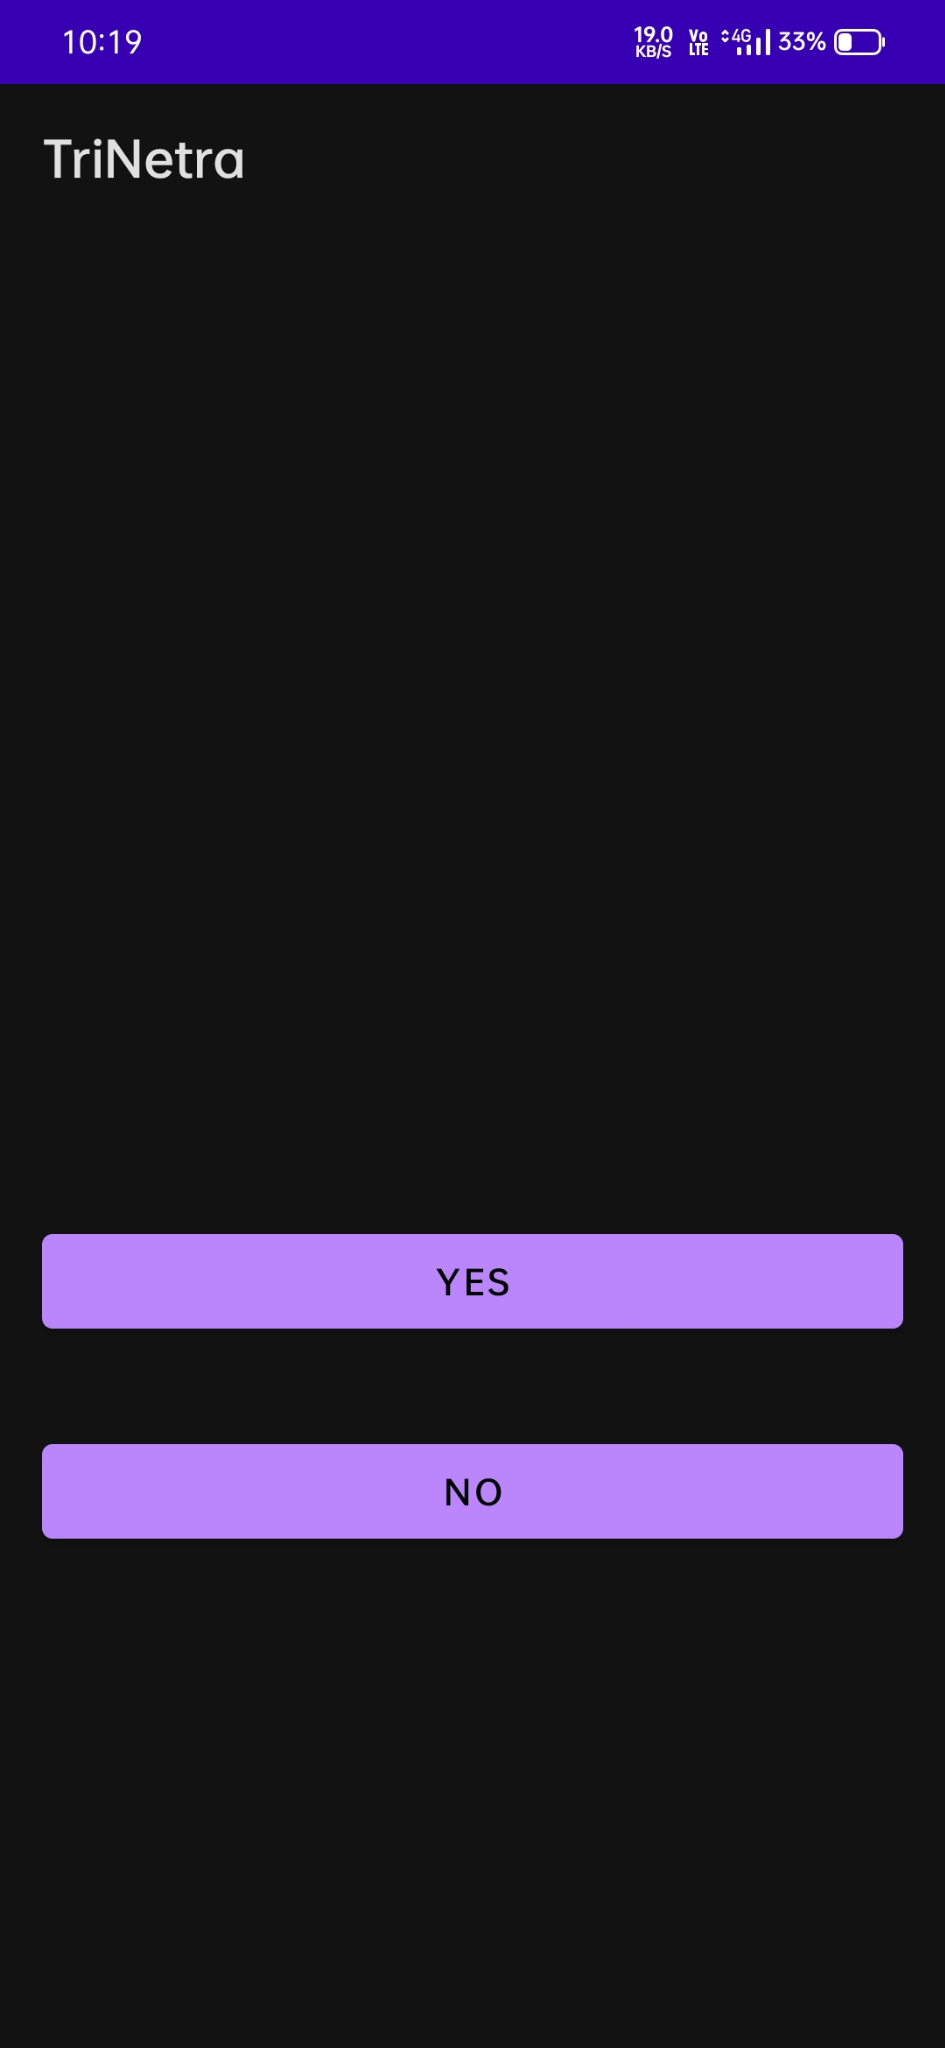 10:19
19.0 KB/S Vo LTE 4G 33%
TriNetra
YES
NO